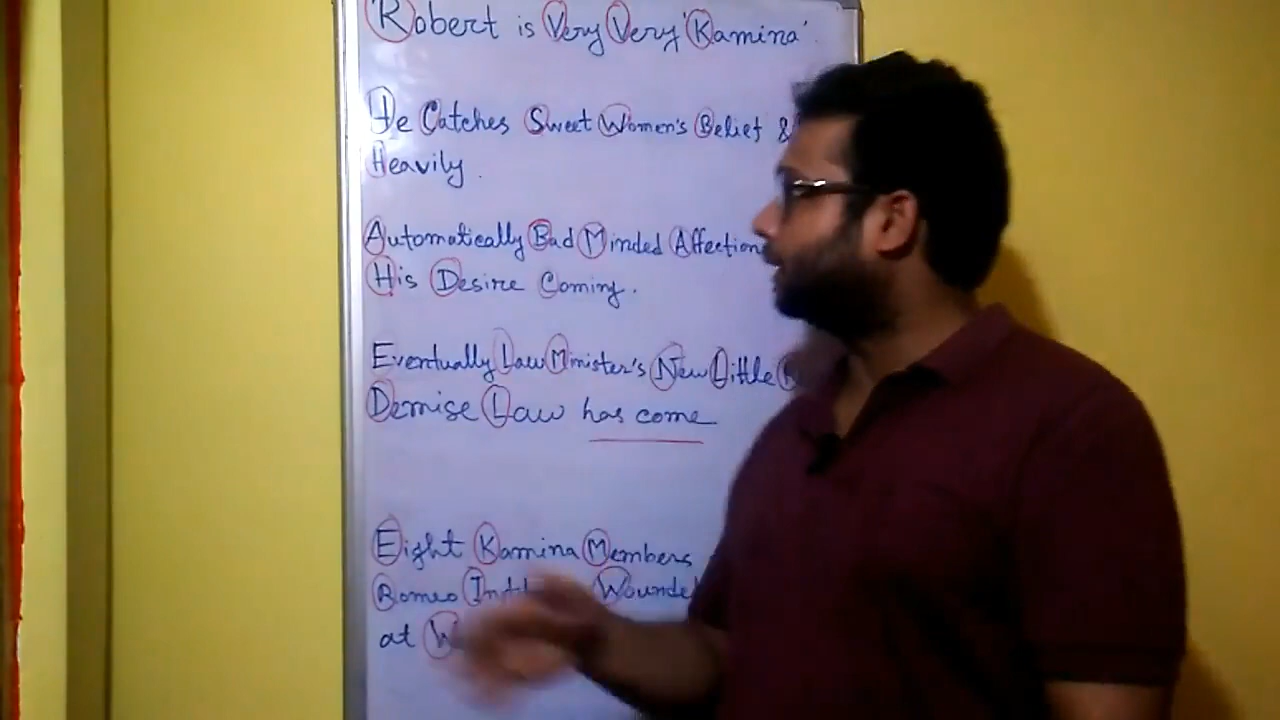 Robert is Very Very 'Kamina'.
He Catches Sweet Women's Belief &
Heavily.
Automatically Bad Minded Affection
His Desire Coming.
Eventually Law Minister's New Little
Demise Law has come
Eight Kamina Members
Romeo
at